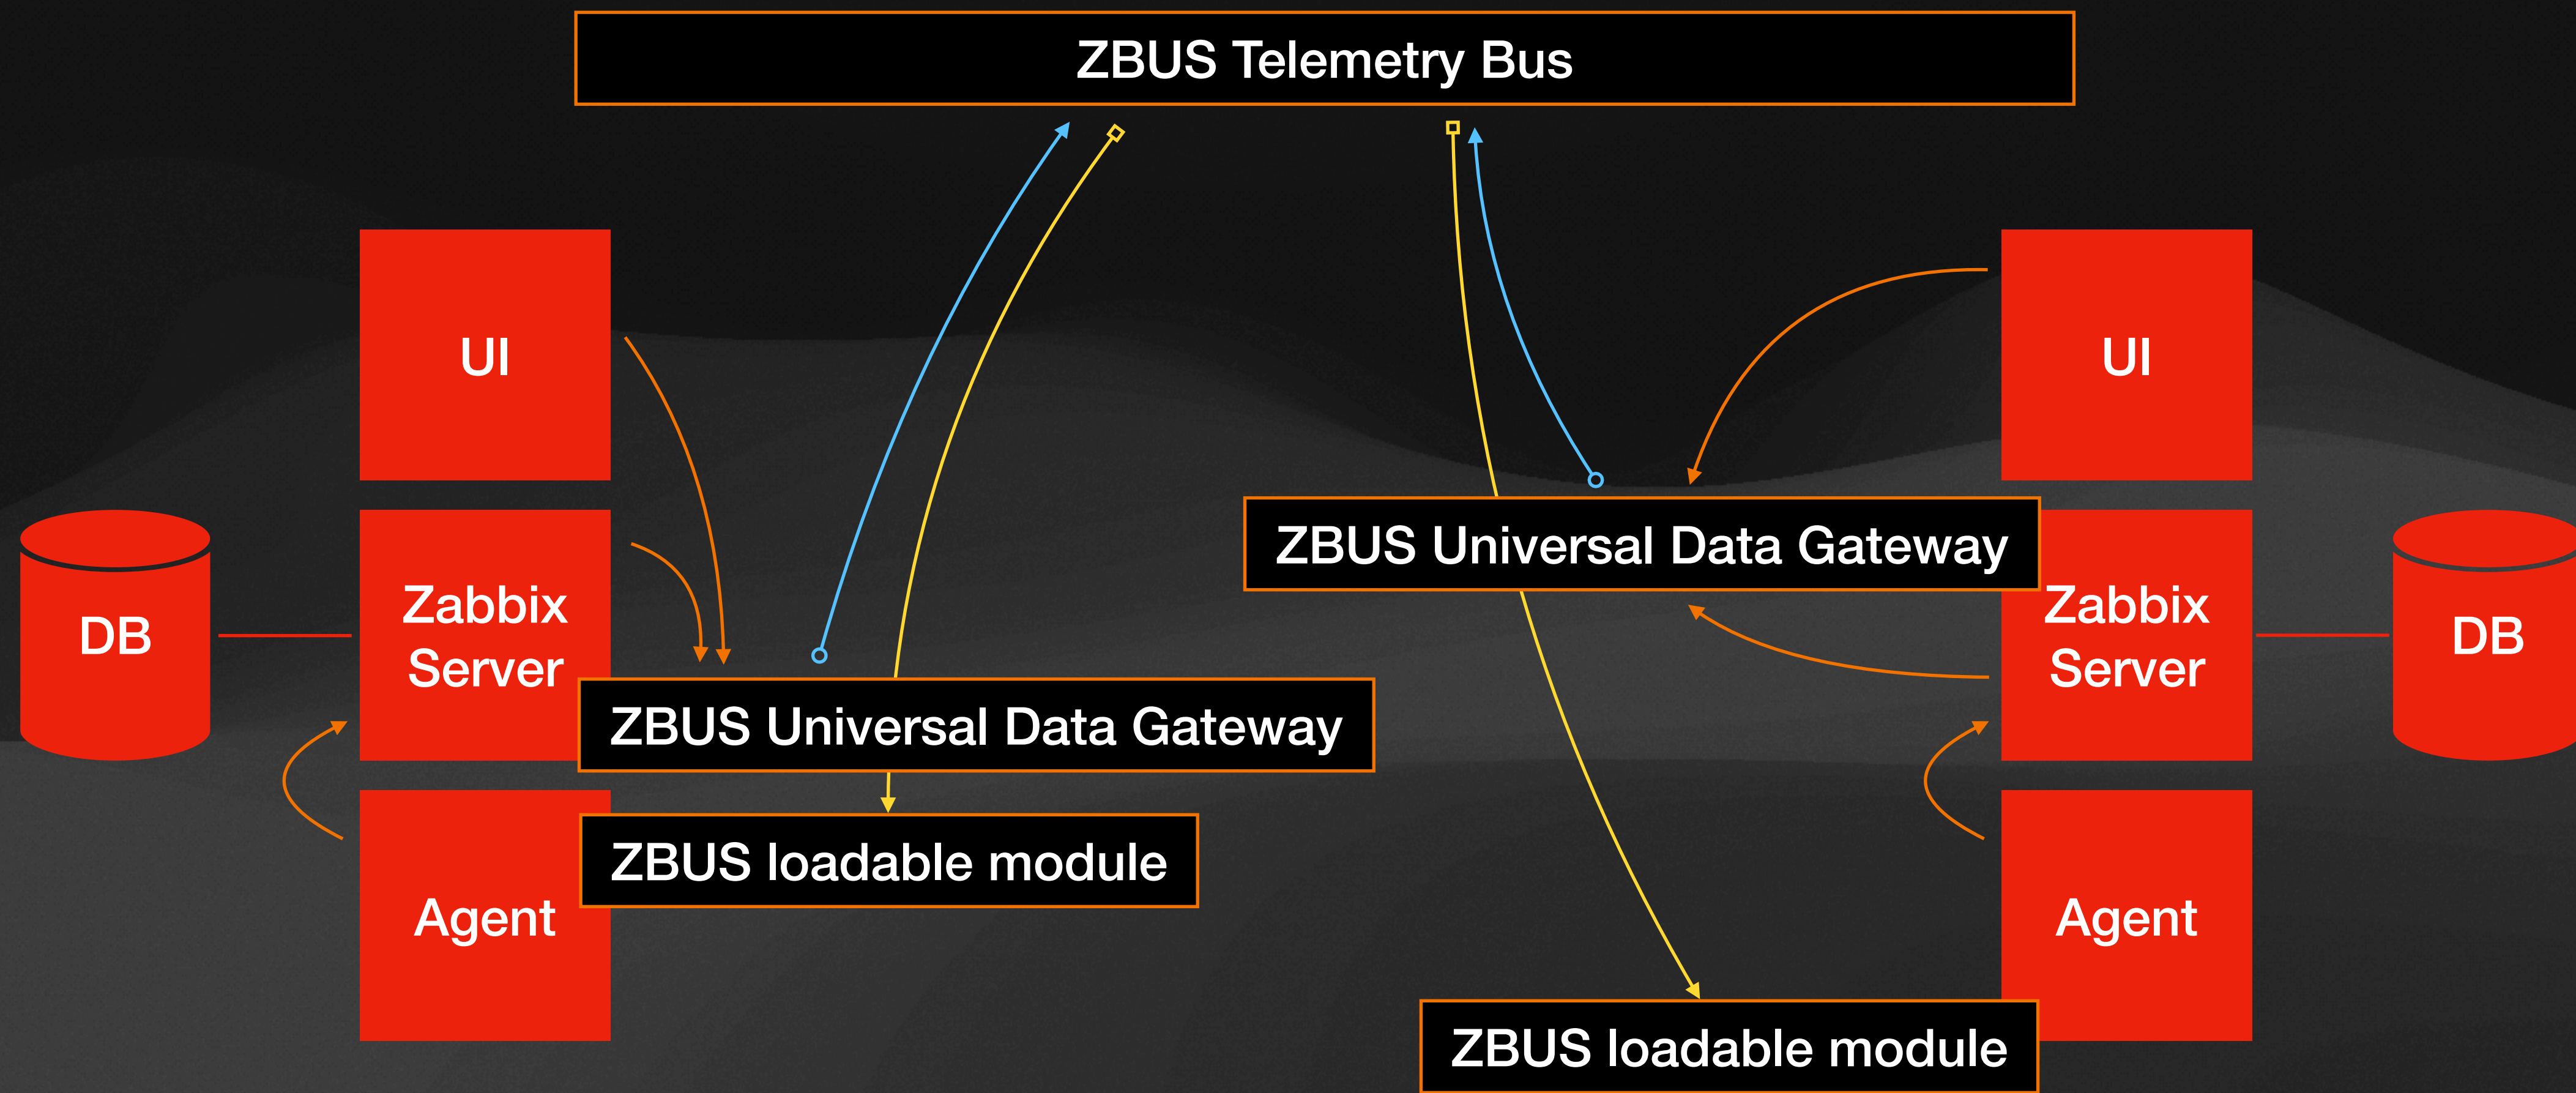 ZBUS Telemetry Bus
UI
UI
ZBUS Universal Data Gateway
DB
Zabbix
Server
Zabbix
Server
DB
ZBUS Universal Data Gateway
ZBUS loadable module
Agent
Agent
ZBUS loadable module